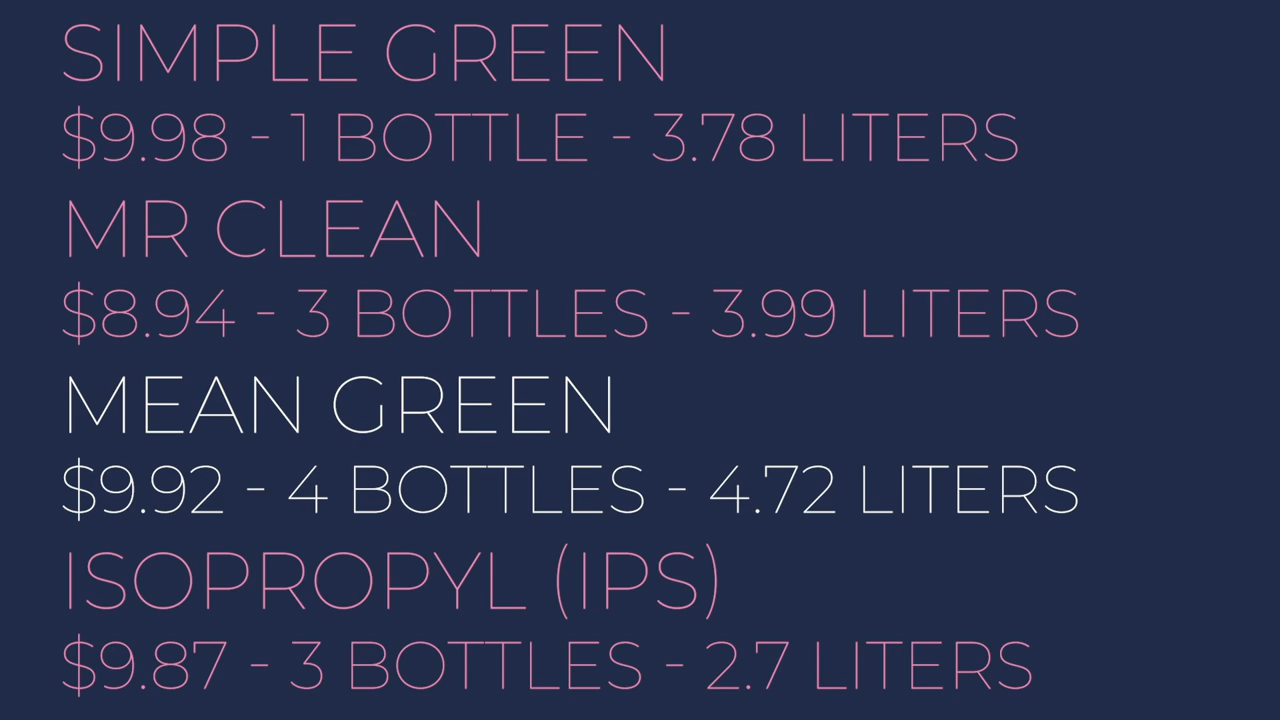 SIMPLE GREEN
$9.98 - 1 BOTTLE - 3.78 LITERS
MR CLEAN
$8.94 - 3 BOTTLES - 3.99 LITERS
MEAN GREEN
$9.92 - 4 BOTTLES - 4.72 LITERS
ISOPROPYL (IPS)
$9.87 - 3 BOTTLES - 2.7 LITERS